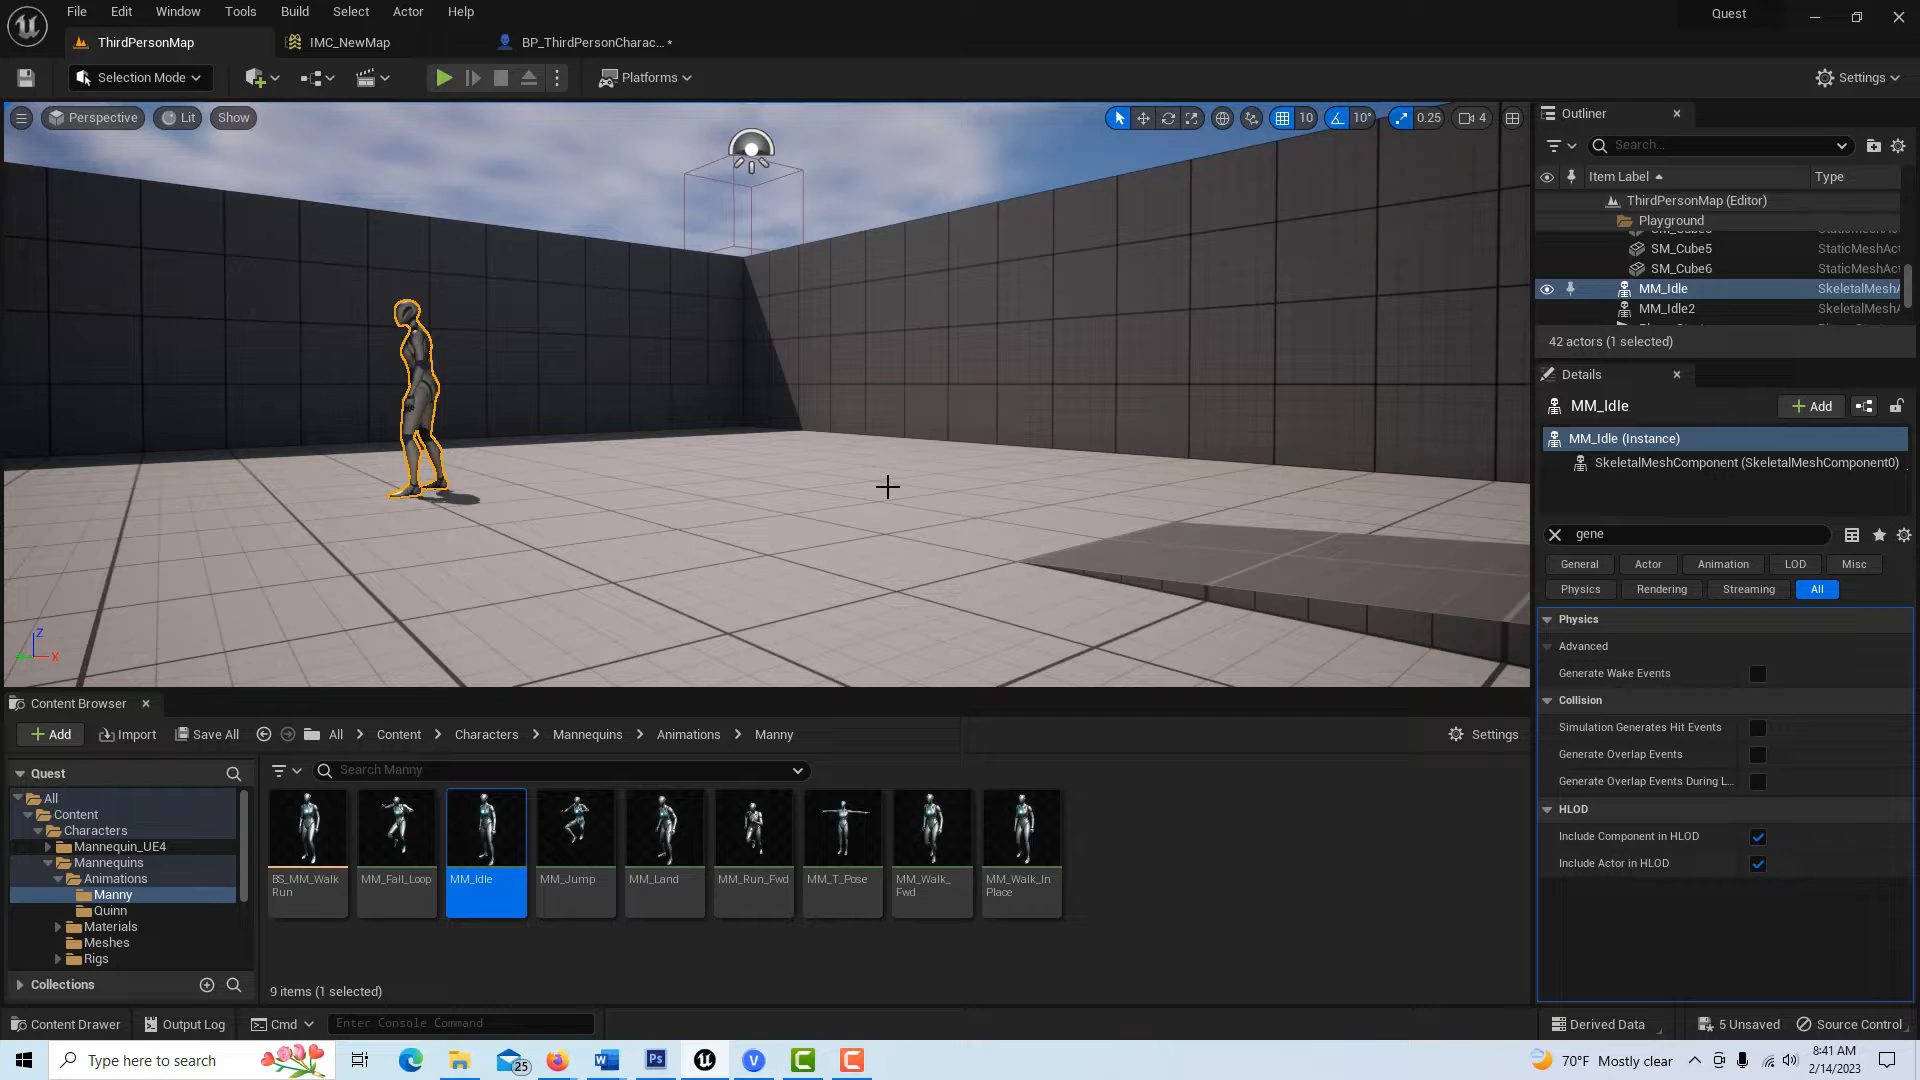 File Edit Window Tools Build Select Actor Help
Quest
ThirdPersonMap
IMC_NewMap
BP_ThirdPersonCharac... *
Selection Mode
Platforms
Settings
Perspective
Lit
Show
10
10°
0.25
4
Z
X
Outliner
Search...
Item Label
Type
ThirdPersonMap (Editor)
Playground
SM_Cube5 StaticMeshAct
SM_Cube6 StaticMeshAct
MM_Idle SkeletalMeshA
MM_Idle2 SkeletalMeshA
42 actors (1 selected)
Details
MM_Idle
Add
MM_Idle (Instance)
SkeletalMeshComponent (SkeletalMeshComponent0)
gene
General Actor Animation LOD Misc
Physics Rendering Streaming All
Physics
Advanced
Generate Wake Events
Collision
Simulation Generates Hit Events
Generate Overlap Events
Generate Overlap Events During L...
HLOD
Include Component in HLOD
Include Actor in HLOD
Content Browser
Add
Import
Save All
All > Content > Characters > Mannequins > Animations > Manny
Settings
Quest
All
Content
Characters
Mannequin_UE4
Mannequins
Animations
Manny
Quinn
Materials
Meshes
Rigs
Collections
Search Manny
BS_MM_Walk
Run
MM_Fall_Loop
MM_Idle
MM_Jump
MM_Land
MM_Run_Fwd
MM_T_Pose
MM_Walk_
Fwd
MM_Walk_In
Place
9 items (1 selected)
Content Drawer
Output Log
Cmd
Enter Console Command
Derived Data
5 Unsaved
Source Control
Type here to search
25
70°F Mostly clear
8:41 AM
2/14/2023